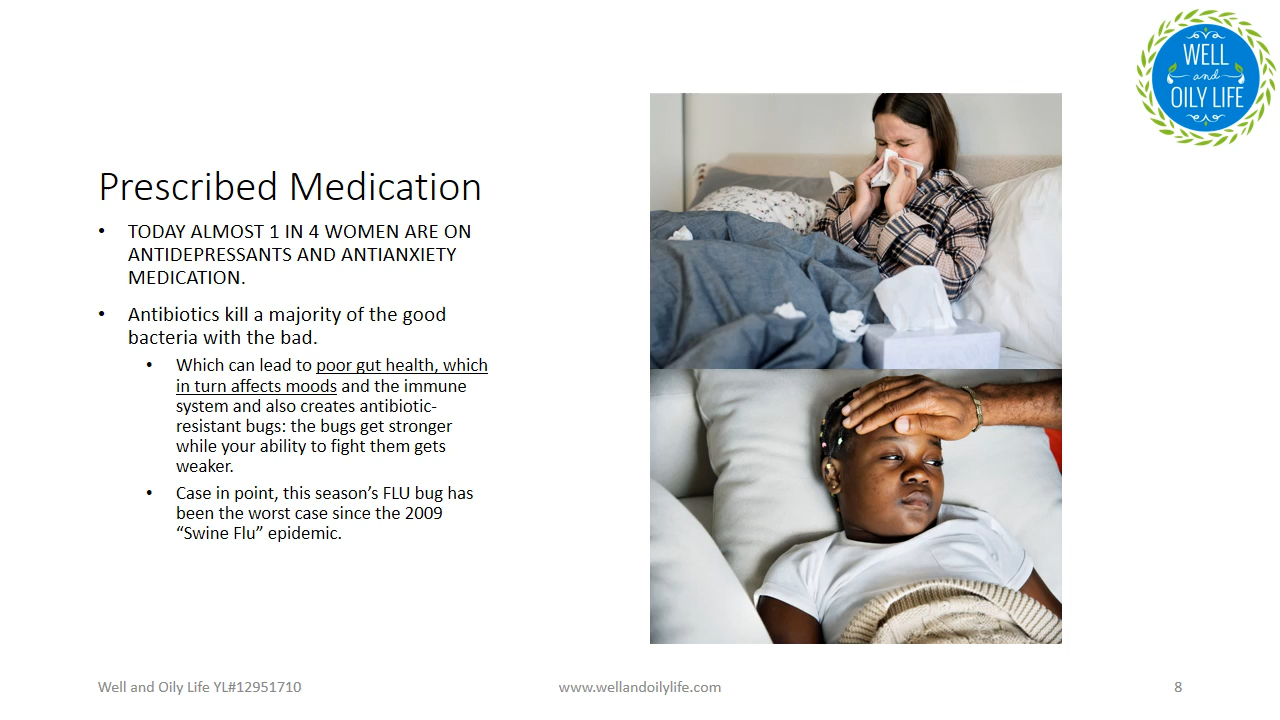 WELL
and
OILY LIFE
Prescribed Medication
• TODAY ALMOST 1 IN 4 WOMEN ARE ON
ANTIDEPRESSANTS AND ANTIANXIETY
MEDICATION.
• Antibiotics kill a majority of the good
bacteria with the bad.
• Which can lead to poor gut health, which
in turn affects moods and the immune
system and also creates antibiotic-
resistant bugs: the bugs get stronger
while your ability to fight them gets
weaker.
• Case in point, this season’s FLU bug has
been the worst case since the 2009
“Swine Flu” epidemic.
Well and Oily Life YL#12951710
www.wellandoilylife.com
8